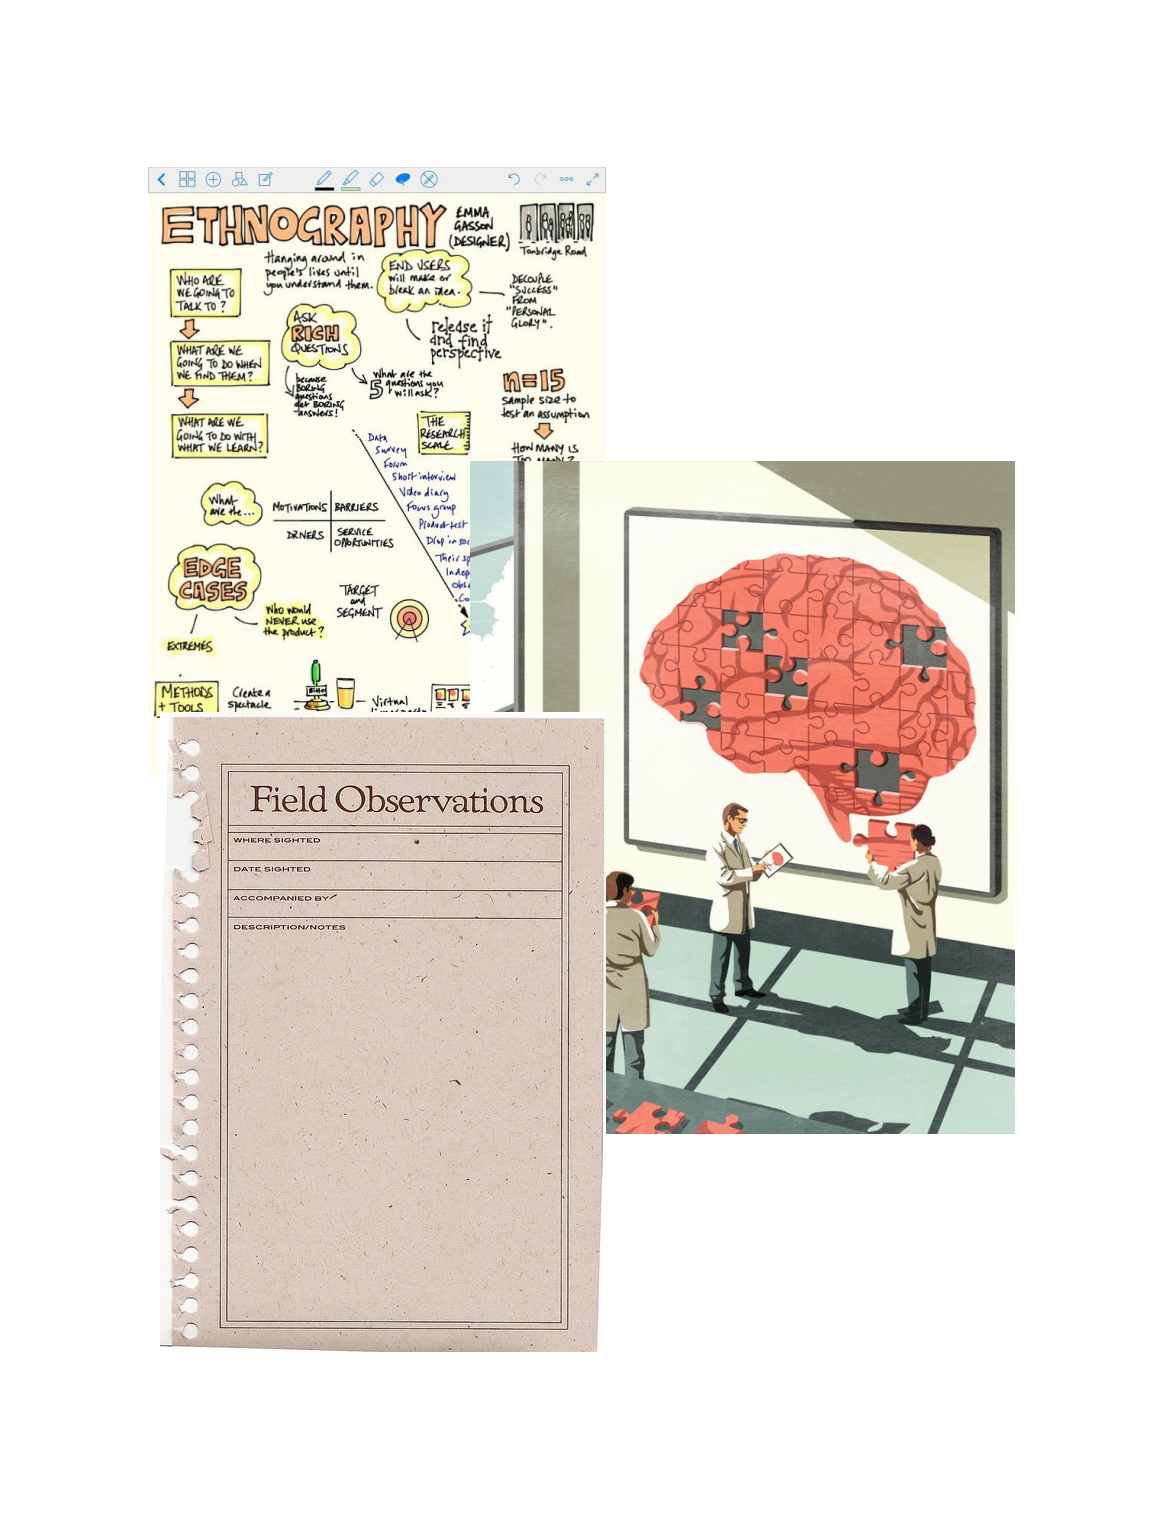 ETHNOGRAPHY
EMMA
GASSON
(DESIGNER)
Tonbridge Road
Hanging around in
people's lives until
you understand them.
END USERS
will make or
break an idea.
DECOUPLE
"SUCCESS"
FROM
"PERSONAL
GLORY".
release it
and find
perspective
WHO ARE
WE GOING TO
TALK TO?
WHAT ARE WE
GOING TO DO WHEN
WE FIND THEM?
WHAT ARE WE
GOING TO DO WITH
WHAT WE LEARN?
ASK
RICH
QUESTIONS
because
BORING
questions
get BORING
answers!
What are the
5 questions you
will ask?
n=15
sample size to
test an assumption
HOW MANY IS
THE
RESEARCH
SCALE
Data
Survey
Forum
Short interview
Video diary
Focus group
Product test
Drop in
Their
What
are the...
MOTIVATIONS
BARRIERS
DRIVERS
SERVICE
OPPORTUNITIES
EDGE
CASES
EXTREMES
Who would
NEVER use
the product?
TARGET
and
SEGMENT
METHODS
+ TOOLS
Create a
spectacle
Virtual
Field Observations
WHERE SIGHTED
DATE SIGHTED
ACCOMPANIED BY
DESCRIPTION/NOTES